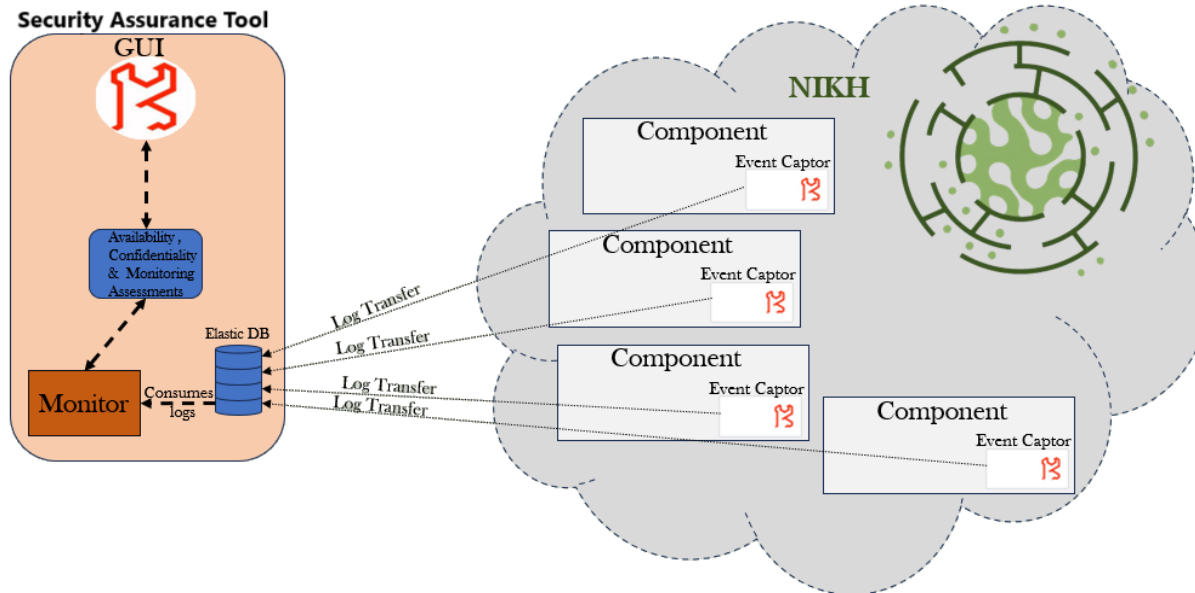 Security Assurance Tool
GUI
Availability,
Confidentiality
& Monitoring
Assessments
Elastic DB
Monitor
Consumes
logs
Log Transfer
Log Transfer
Log Transfer
Log Transfer
NIKH
Component
Event Captor
Component
Event Captor
Component
Event Captor
Component
Event Captor